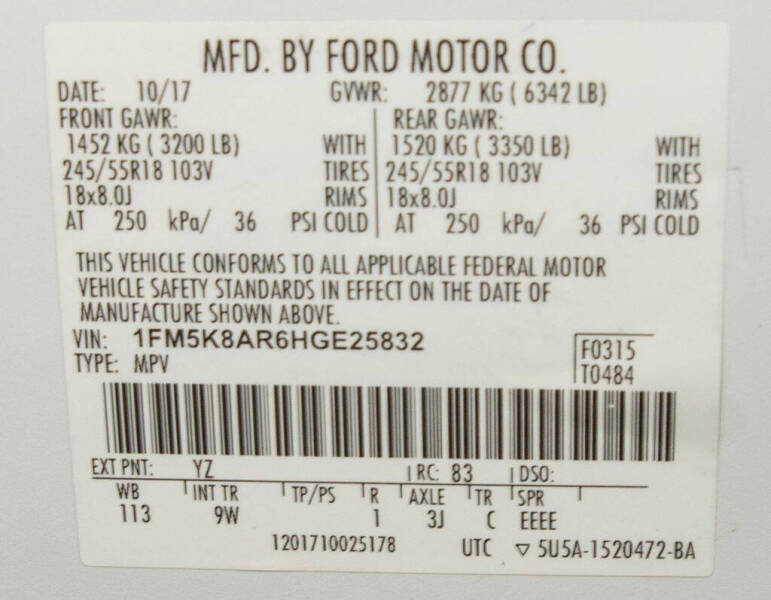 MFD. BY FORD MOTOR CO.
DATE: 10/17 GVWR: 2877 KG ( 6342 LB)
FRONT GAWR: REAR GAWR:
1452 KG ( 3200 LB) WITH 1520 KG ( 3350 LB) WITH
245/55R18 103V TIRES 245/55R18 103V TIRES
18x8.0J RIMS 18x8.0J RIMS
AT 250 kPa/ 36 PSI COLD AT 250 kPa/ 36 PSI COLD
THIS VEHICLE CONFORMS TO ALL APPLICABLE FEDERAL MOTOR
VEHICLE SAFETY STANDARDS IN EFFECT ON THE DATE OF
MANUFACTURE SHOWN ABOVE.
VIN: 1FM5K8AR6HGE25832 F0315
TYPE: MPV T0484
EXT PNT: YZ RC: 83 DSO:
WB INT TR TP/PS R AXLE TR SPR
113 9W 1 3J C EEEE
1201710025178 UTC ▽ 5U5A-1520472-BA